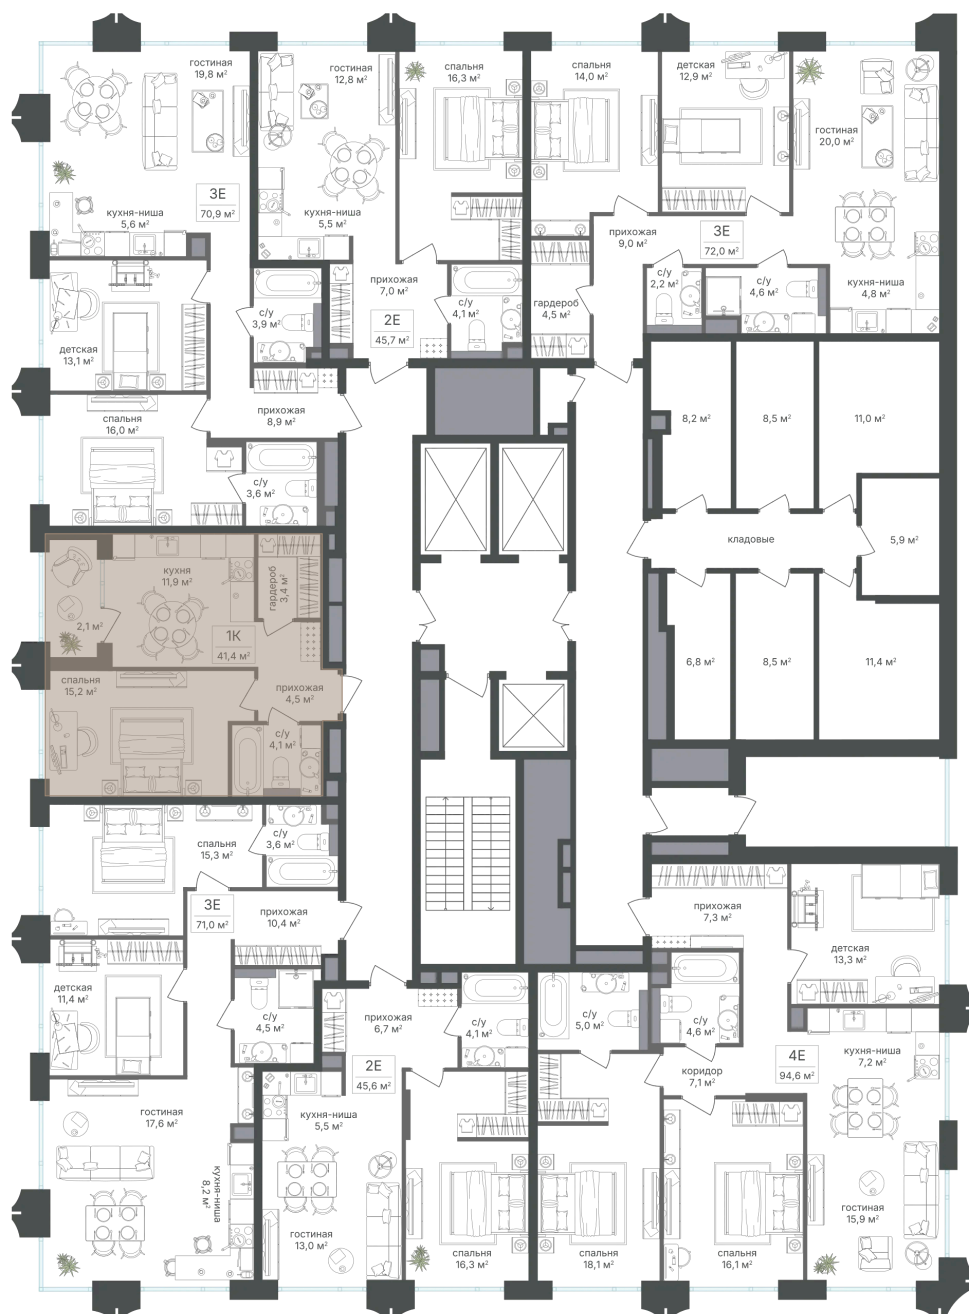 гостиная
19,8 м²
кухня-ниша
5,6 м²
3Е
70,9 м²
детская
13,1 м²
спальня
16,0 м²
с/у
3,9 м²
прихожая
8,9 м²
с/у
3,6 м²
гостиная
12,8 м²
спальня
16,3 м²
кухня-ниша
5,5 м²
прихожая
7,0 м²
2Е
45,7 м²
с/у
4,1 м²
спальня
14,0 м²
детская
12,9 м²
гостиная
20,0 м²
прихожая
9,0 м²
3Е
72,0 м²
с/у
2,2 м²
с/у
4,6 м²
кухня-ниша
4,8 м²
гардероб
4,5 м²
8,2 м²
8,5 м²
11,0 м²
кладовые
5,9 м²
6,8 м²
8,5 м²
11,4 м²
кухня
11,9 м²
гардероб
3,4 м²
2,1 м²
1К
41,4 м²
спальня
15,2 м²
прихожая
4,5 м²
с/у
4,1 м²
спальня
15,3 м²
с/у
3,6 м²
3Е
71,0 м²
прихожая
10,4 м²
детская
11,4 м²
с/у
4,5 м²
гостиная
17,6 м²
кухня-ниша
8,2 м²
прихожая
6,7 м²
с/у
4,1 м²
2Е
45,6 м²
кухня-ниша
5,5 м²
гостиная
13,0 м²
спальня
16,3 м²
прихожая
7,3 м²
детская
13,3 м²
с/у
5,0 м²
с/у
4,6 м²
коридор
7,1 м²
4Е
94,6 м²
кухня-ниша
7,2 м²
гостиная
15,9 м²
спальня
18,1 м²
спальня
16,1 м²